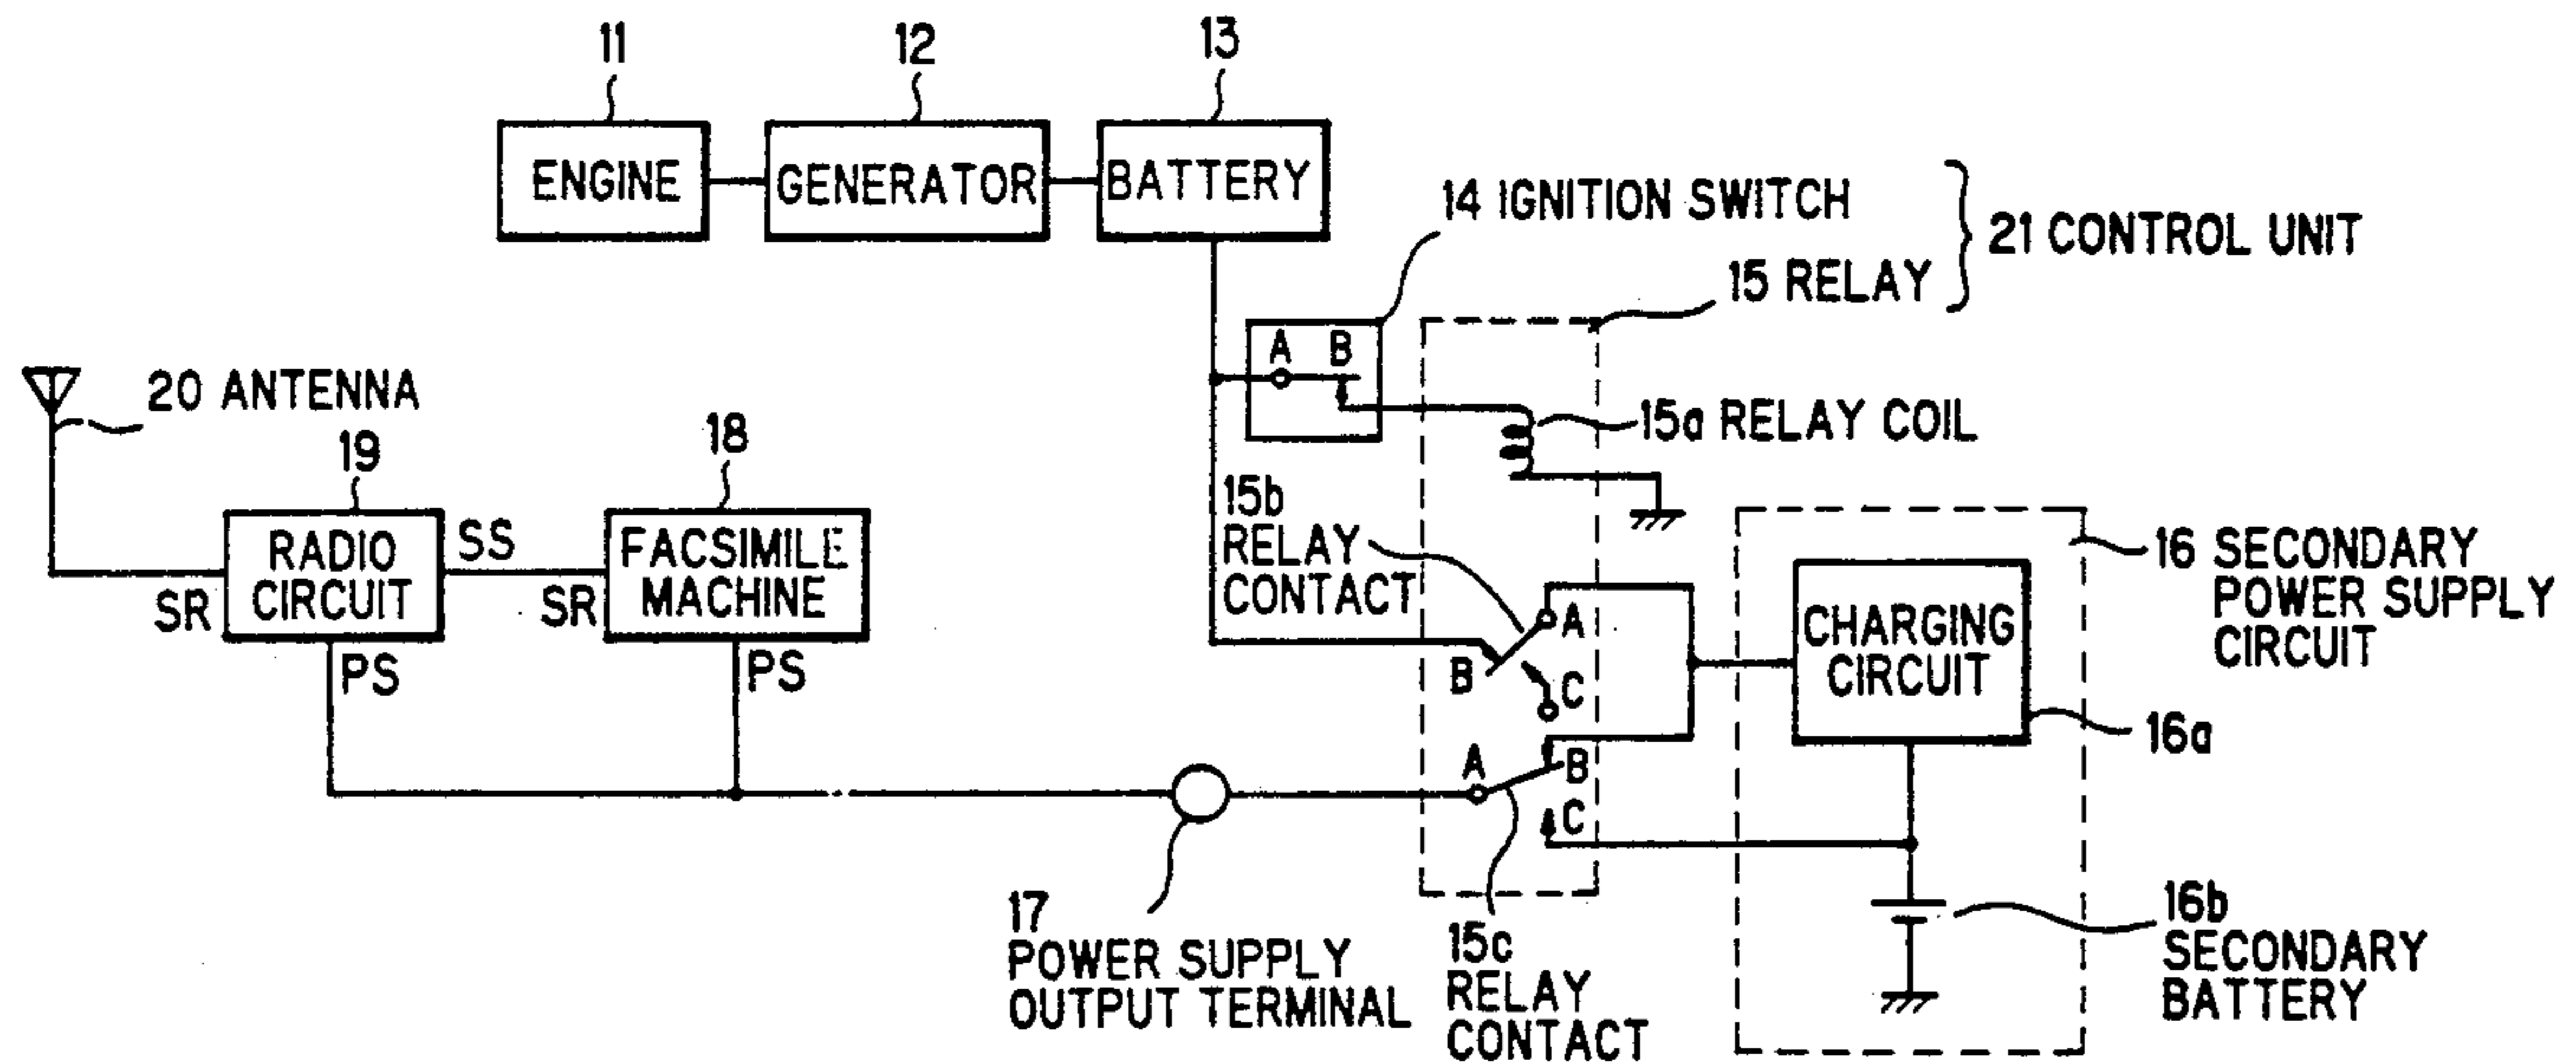 11
12
13
ENGINE
GENERATOR
BATTERY
14 IGNITION SWITCH
15 RELAY
21 CONTROL UNIT
A B
20 ANTENNA
15a RELAY COIL
19
18
RADIO
CIRCUIT
SS
SR
PS
FACSIMILE
MACHINE
SR
PS
15b
RELAY
CONTACT
A
B
C
16 SECONDARY
POWER SUPPLY
CIRCUIT
CHARGING
CIRCUIT
16a
A
B
C
17
POWER SUPPLY
OUTPUT TERMINAL
15c
RELAY
CONTACT
16b
SECONDARY
BATTERY